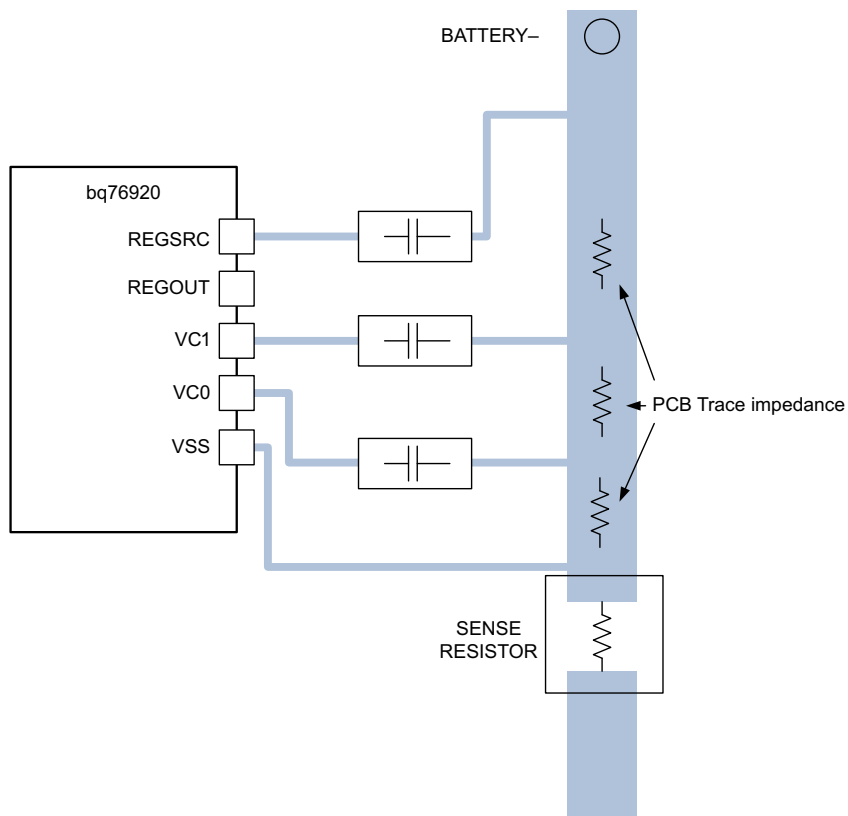 BATTERY–
bq76920
REGSRC
REGOUT
VC1
VC0
PCB Trace impedance
VSS
SENSE
RESISTOR